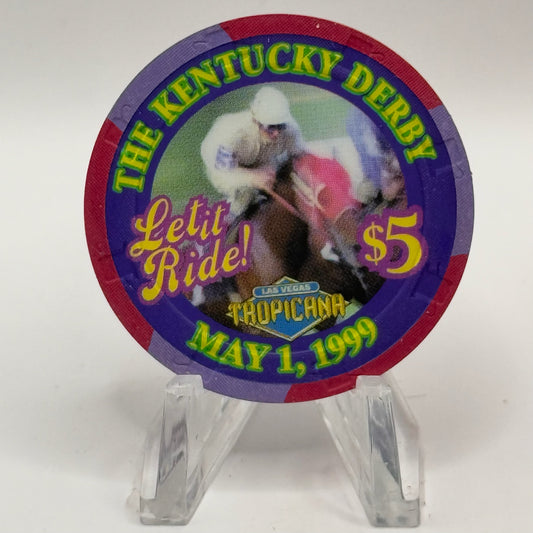 THE KENTUCKY DERBY
Let it
Ride!
$5
LAS VEGAS
TROPICANA
MAY 1, 1999